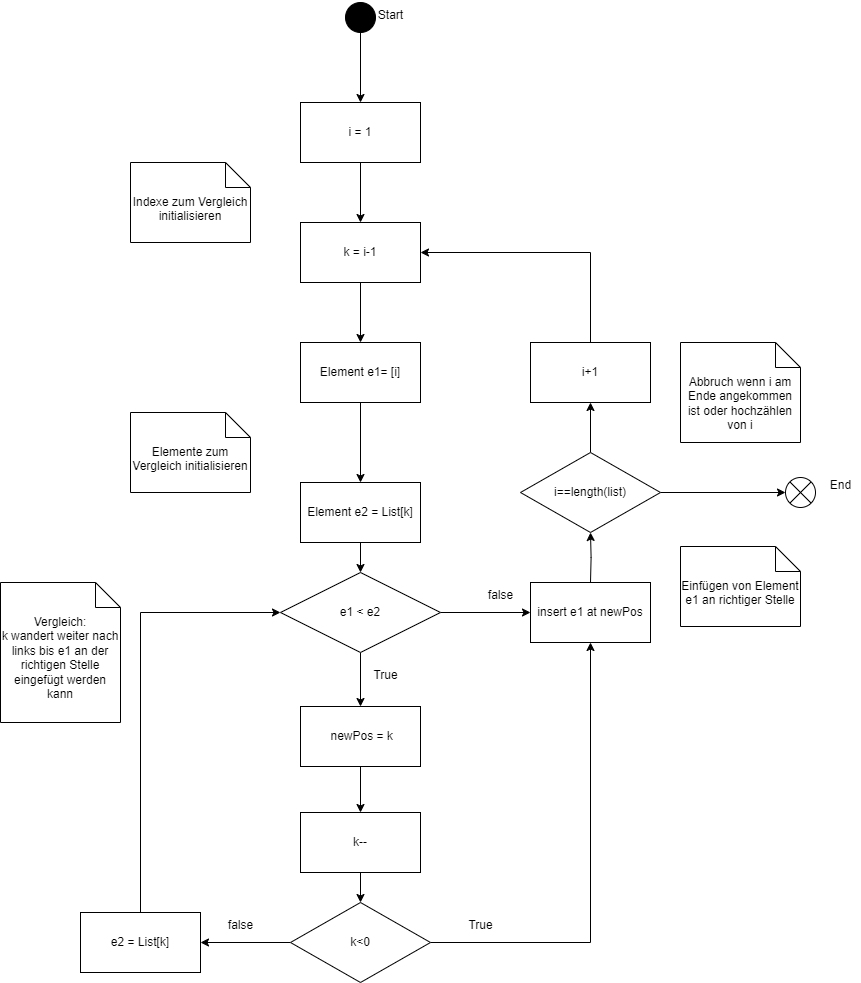 Start
i = 1
Indexe zum Vergleich
initialisieren
k = i-1
Element e1= [i]
i+1
Abbruch wenn i am
Ende angekommen
ist oder hochzählen
von i
Elemente zum
Vergleich initialisieren
Element e2 = List[k]
i==length(list)
End
Vergleich:
k wandert weiter nach
links bis e1 an der
richtigen Stelle
eingefügt werden
kann
e1 < e2
false
insert e1 at newPos
Einfügen von Element
e1 an richtiger Stelle
True
newPos = k
k--
k<0
false
True
e2 = List[k]